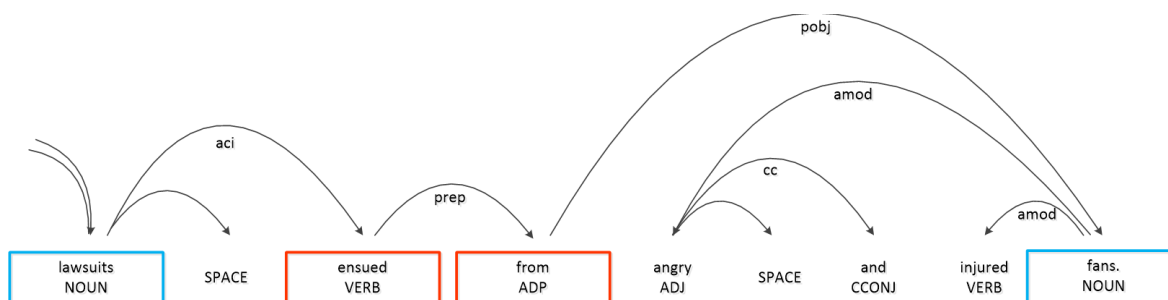 pobj
amod
aci
cc
prep
amod
lawsuits
NOUN
SPACE
ensued
VERB
from
ADP
angry
ADJ
SPACE
and
CCONJ
injured
VERB
fans.
NOUN